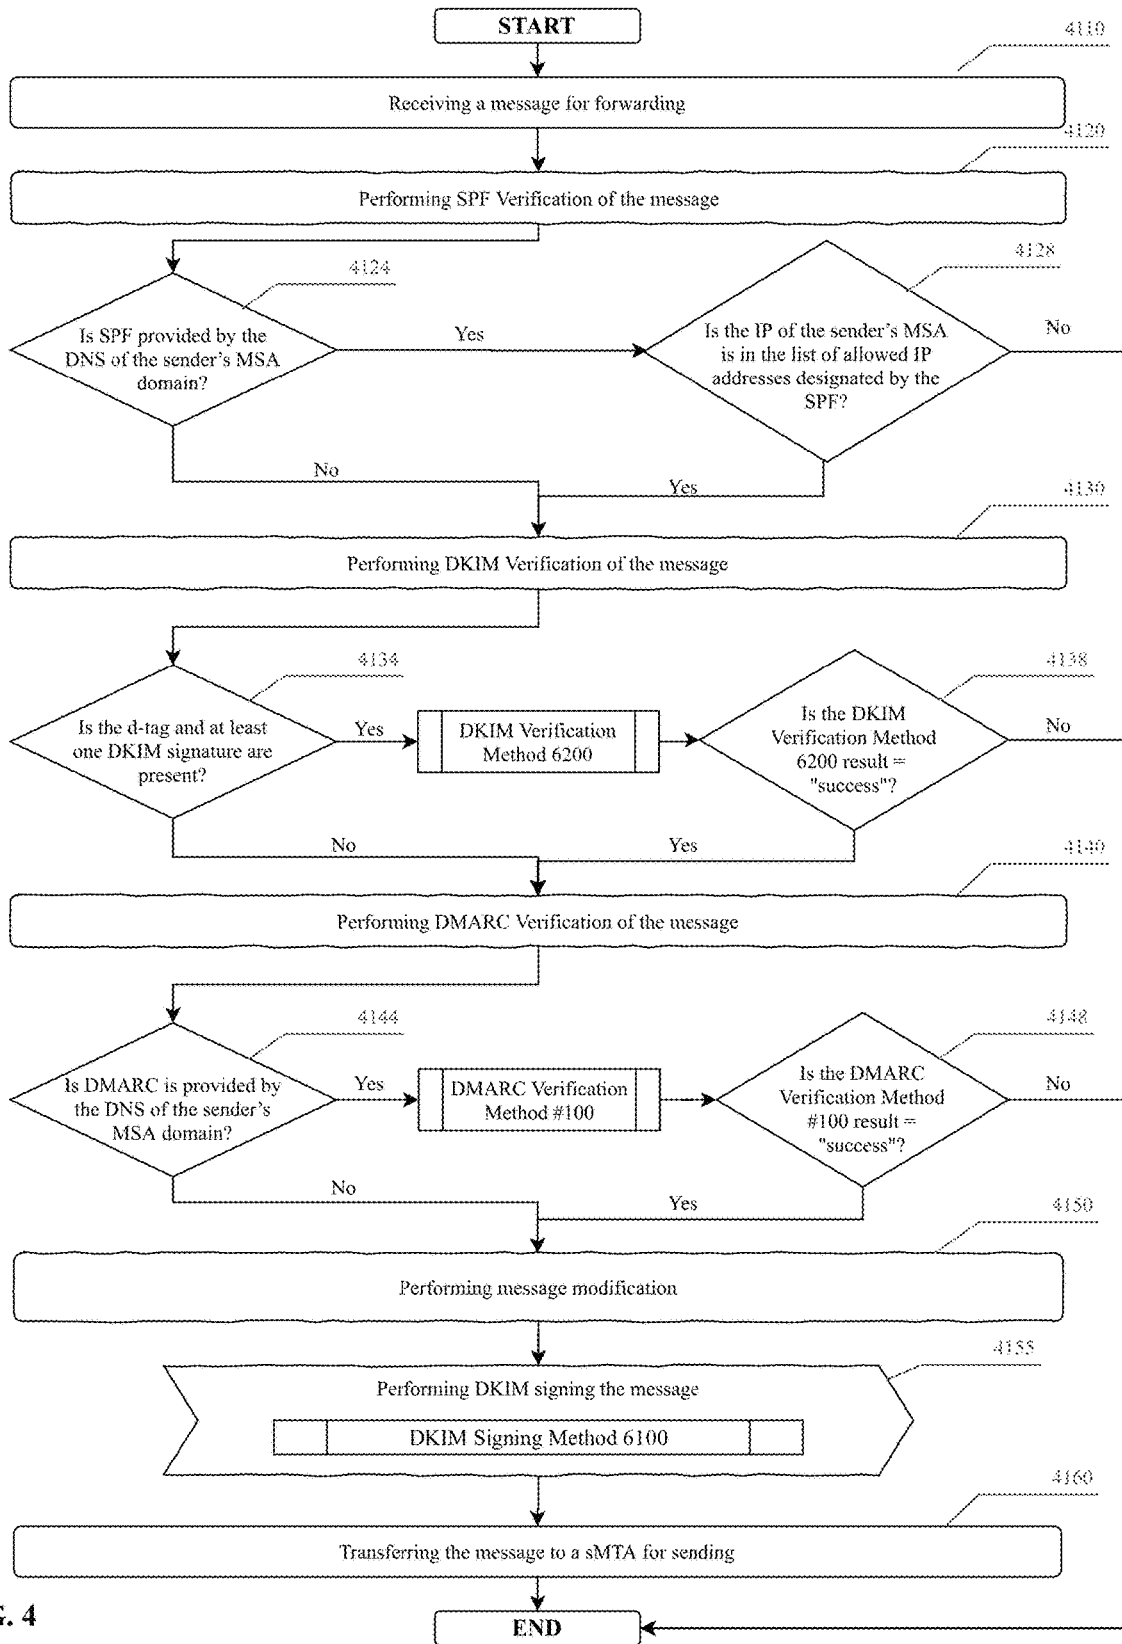 START
4110
Receiving a message for forwarding
4120
Performing SPF Verification of the message
4124
4128
Is SPF provided by the
DNS of the sender's MSA
domain?
Yes
Is the IP of the sender's MSA
is in the list of allowed IP
addresses designated by the
SPF?
No
No
Yes
4130
Performing DKIM Verification of the message
4134
4138
Is the d-tag and at least
one DKIM signature are
present?
Yes
DKIM Verification
Method 6200
Is the DKIM
Verification Method
6200 result =
"success"?
No
No
Yes
4140
Performing DMARC Verification of the message
4144
4148
Is DMARC is provided by
the DNS of the sender's
MSA domain?
Yes
DMARC Verification
Method #100
Is the DMARC
Verification Method
#100 result =
"success"?
No
No
Yes
4150
Performing message modification
4155
Performing DKIM signing the message
DKIM Signing Method 6100
4160
Transferring the message to a sMTA for sending
G. 4
END